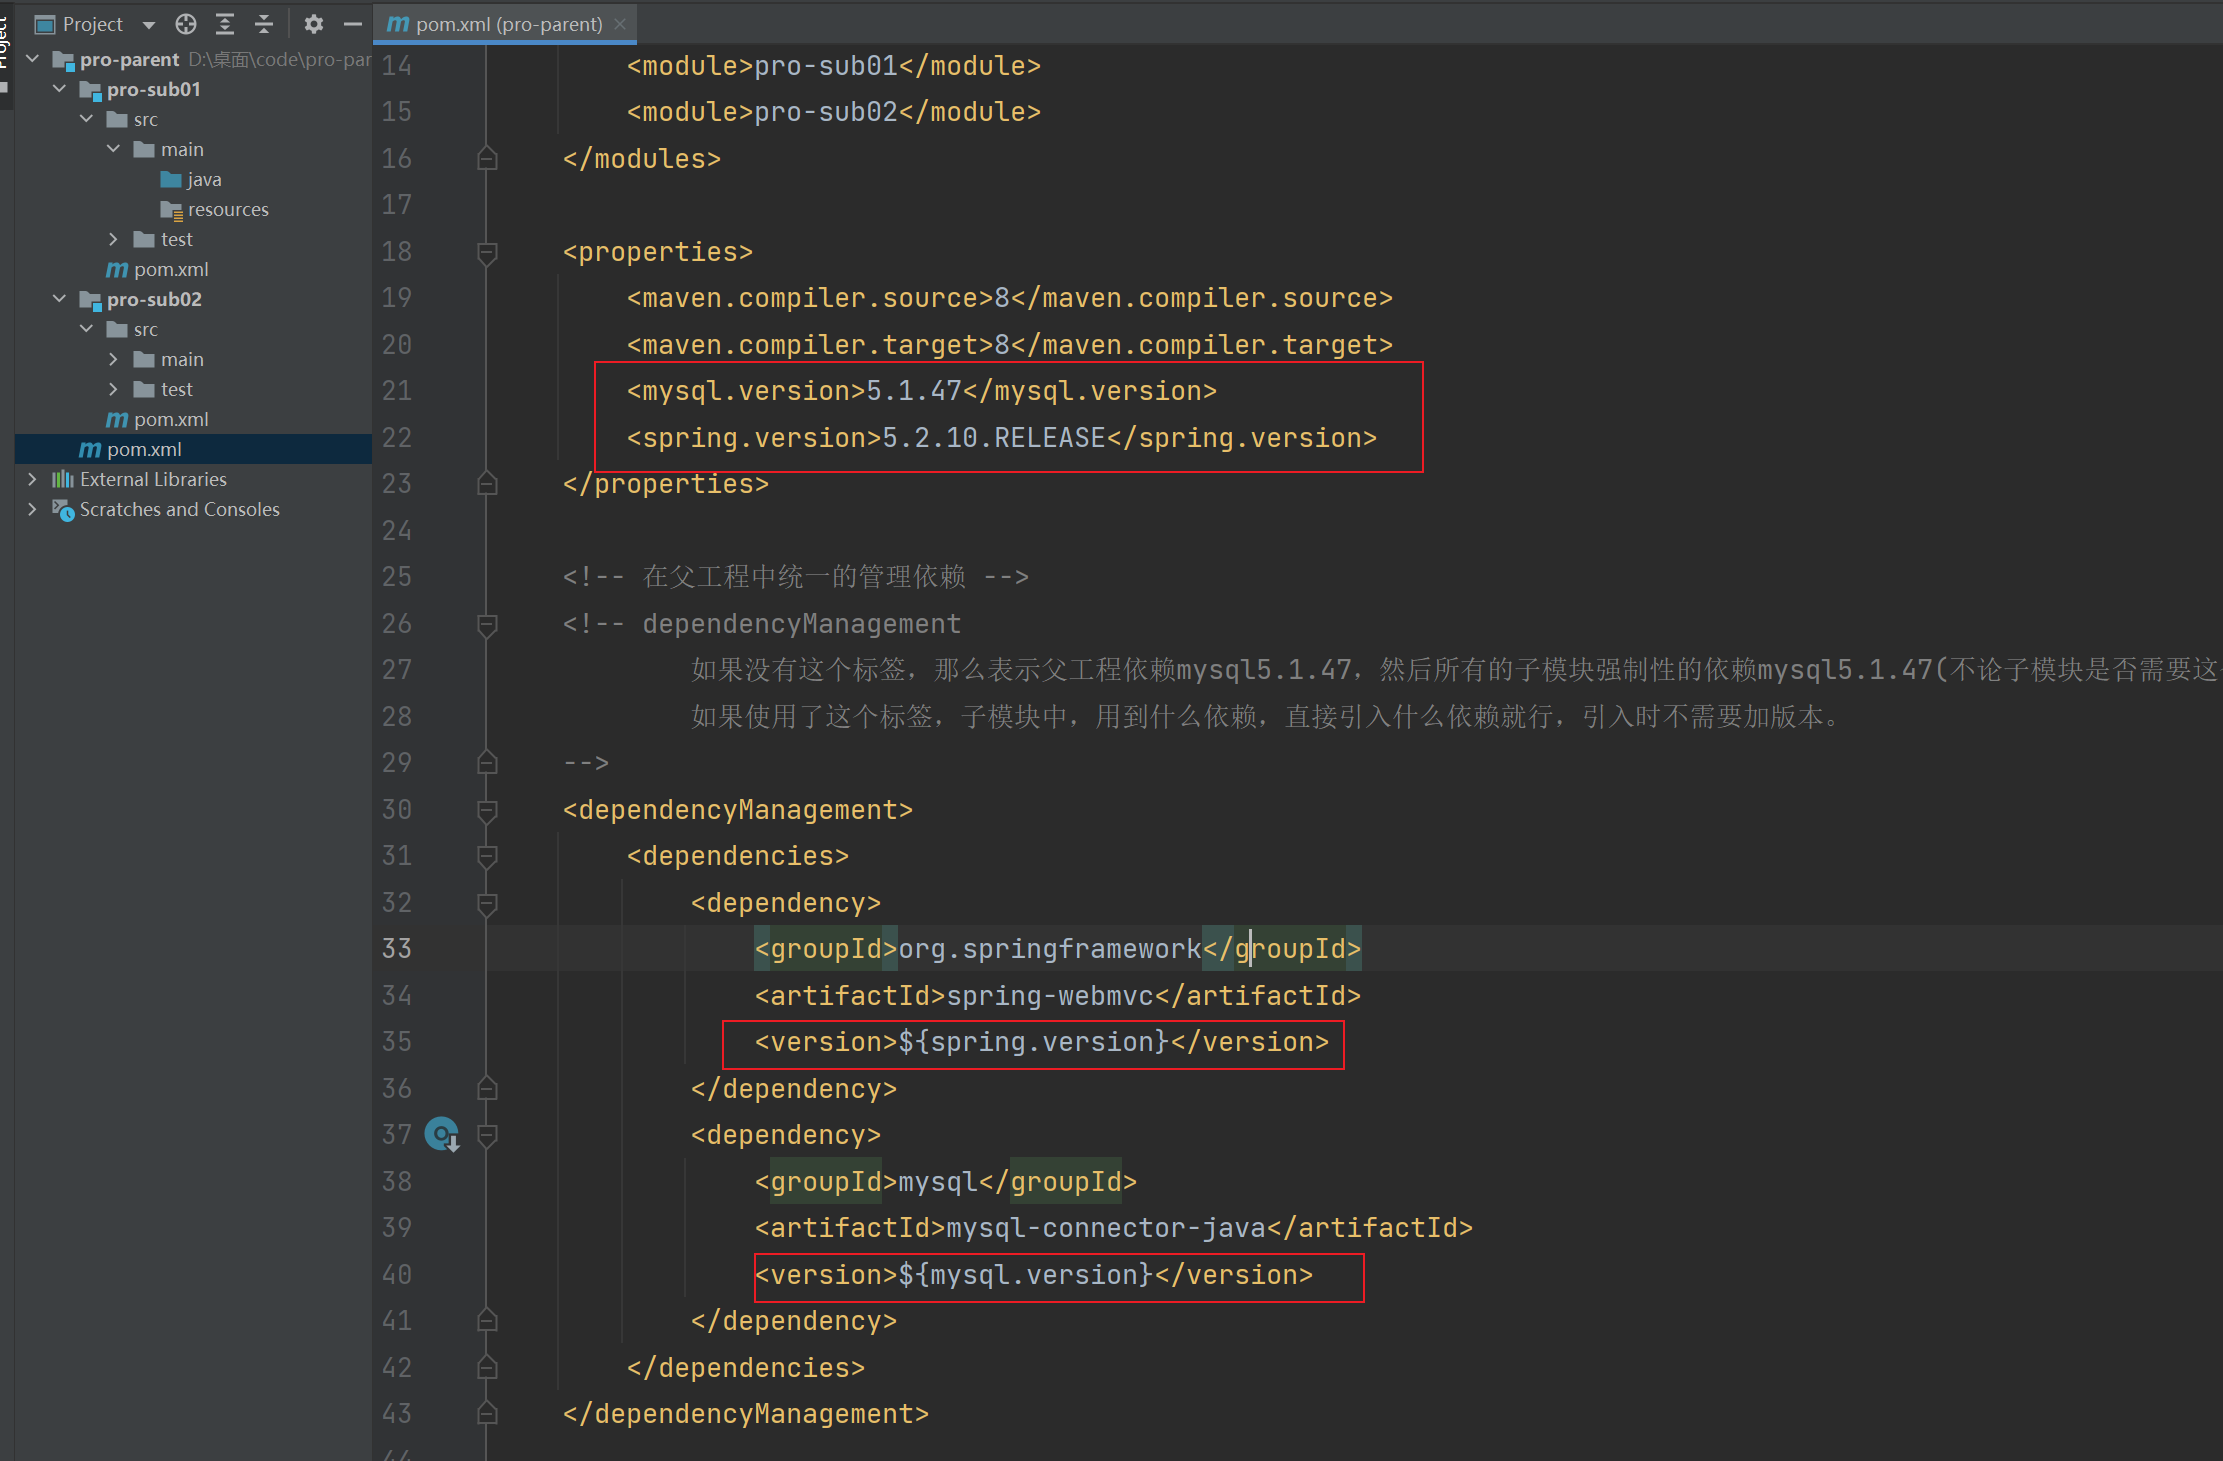 Project
Project
pom.xml (pro-parent)
pro-parent D:\桌面\code\pro-par
pro-sub01
src
main
java
resources
test
pom.xml
pro-sub02
src
main
test
pom.xml
pom.xml
External Libraries
Scratches and Consoles
14 <module>pro-sub01</module>
15 <module>pro-sub02</module>
16 </modules>
17
18 <properties>
19 <maven.compiler.source>8</maven.compiler.source>
20 <maven.compiler.target>8</maven.compiler.target>
21 <mysql.version>5.1.47</mysql.version>
22 <spring.version>5.2.10.RELEASE</spring.version>
23 </properties>
24
25 <!-- 在父工程中统一的管理依赖 -->
26 <!-- dependencyManagement
27 如果没有这个标签，那么表示父工程依赖mysql5.1.47，然后所有的子模块强制性的依赖mysql5.1.47(不论子模块是否需要这
28 如果使用了这个标签，子模块中，用到什么依赖，直接引入什么依赖就行，引入时不需要加版本。
29 -->
30 <dependencyManagement>
31 <dependencies>
32 <dependency>
33 <groupId>org.springframework</groupId>
34 <artifactId>spring-webmvc</artifactId>
35 <version>${spring.version}</version>
36 </dependency>
37 <dependency>
38 <groupId>mysql</groupId>
39 <artifactId>mysql-connector-java</artifactId>
40 <version>${mysql.version}</version>
41 </dependency>
42 </dependencies>
43 </dependencyManagement>
44